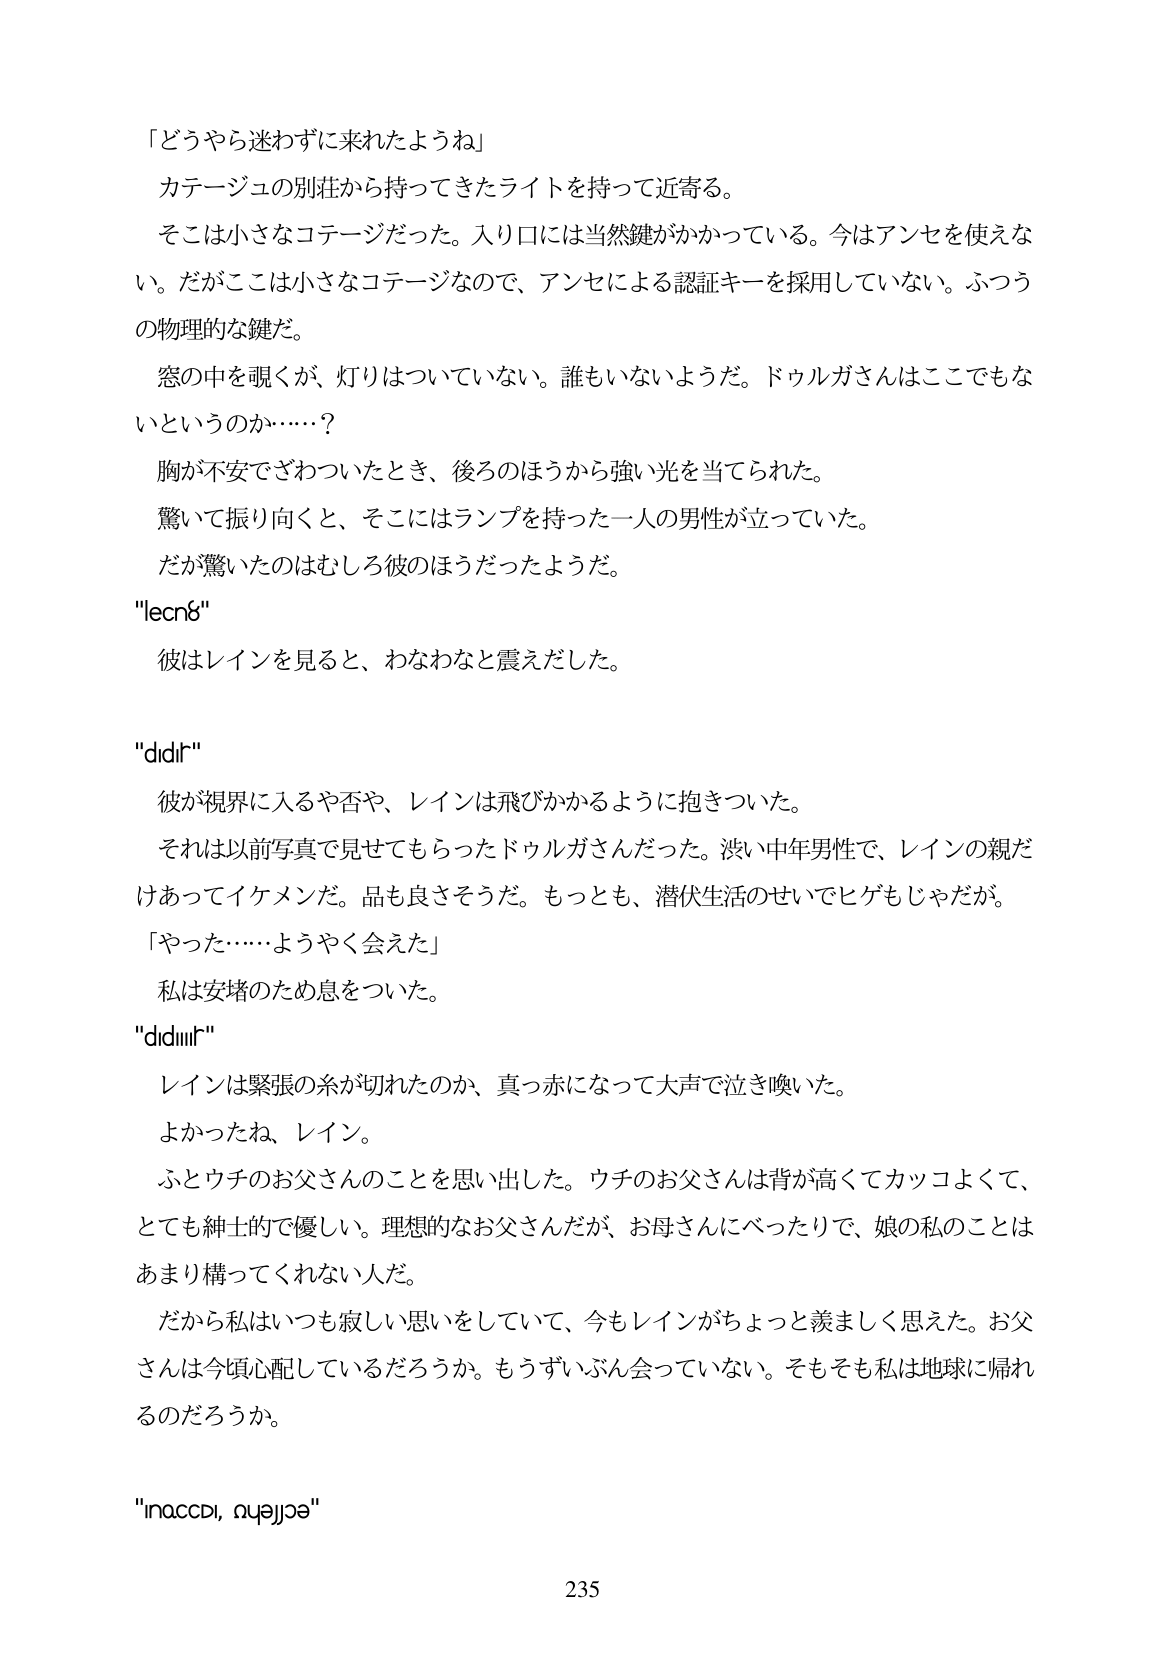 「どうやら迷わずに来れたようね」
カテージュの別荘から持ってきたライトを持って近寄る。
そこは小さなコテージだった。入り口には当然鍵がかかっている。今はアンセを使えな
い。だがここは小さなコテージなので、アンセによる認証キーを採用していない。ふつう
の物理的な鍵だ。
窓の中を覗くが、灯りはついていない。誰もいないようだ。ドゥルガさんはここでもな
いというのか……？
胸が不安でざわついたとき、後ろのほうから強い光を当てられた。
驚いて振り向くと、そこにはランプを持った一人の男性が立っていた。
だが驚いたのはむしろ彼のほうだったようだ。
彼はレインを見ると、わなわなと震えだした。
彼が視界に入るや否や、レインは飛びかかるように抱きついた。
それは以前写真で見せてもらったドゥルガさんだった。渋い中年男性で、レインの親だ
けあってイケメンだ。品も良さそうだ。もっとも、潜伏生活のせいでヒゲもじゃだが。
「やった……ようやく会えた」
私は安堵のため息をついた。
レインは緊張の糸が切れたのか、真っ赤になって大声で泣き喚いた。
よかったね、レイン。
ふとウチのお父さんのことを思い出した。ウチのお父さんは背が高くてカッコよくて、
とても紳士的で優しい。理想的なお父さんだが、お母さんにべったりで、娘の私のことは
あまり構ってくれない人だ。
だから私はいつも寂しい思いをしていて、今もレインがちょっと羨ましく思えた。お父
さんは今頃心配しているだろうか。もうずいぶん会っていない。そもそも私は地球に帰れ
るのだろうか。
235